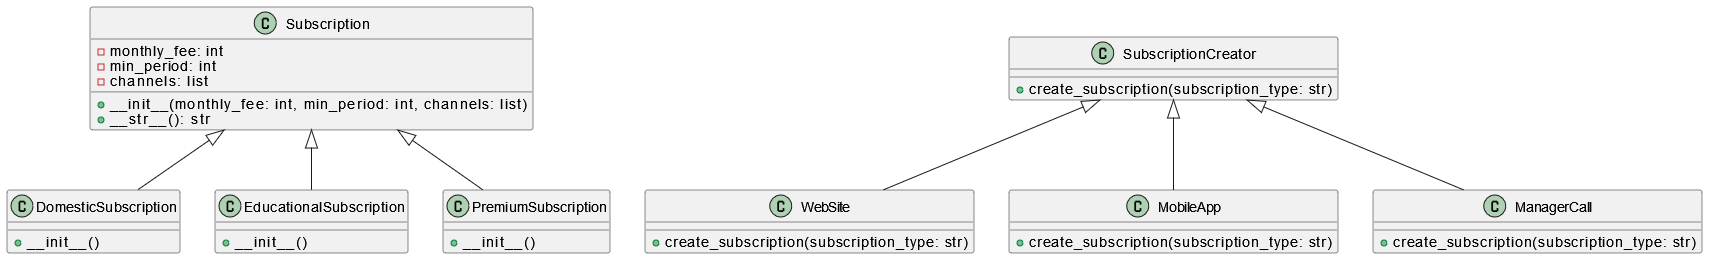 C Subscription
monthly_fee: int
min_period: int
channels: list
__init__(monthly_fee: int, min_period: int, channels: list)
__str__(): str
C SubscriptionCreator
create_subscription(subscription_type: str)
C DomesticSubscription
__init__()
C EducationalSubscription
__init__()
C PremiumSubscription
__init__()
C WebSite
create_subscription(subscription_type: str)
C MobileApp
create_subscription(subscription_type: str)
C ManagerCall
create_subscription(subscription_type: str)